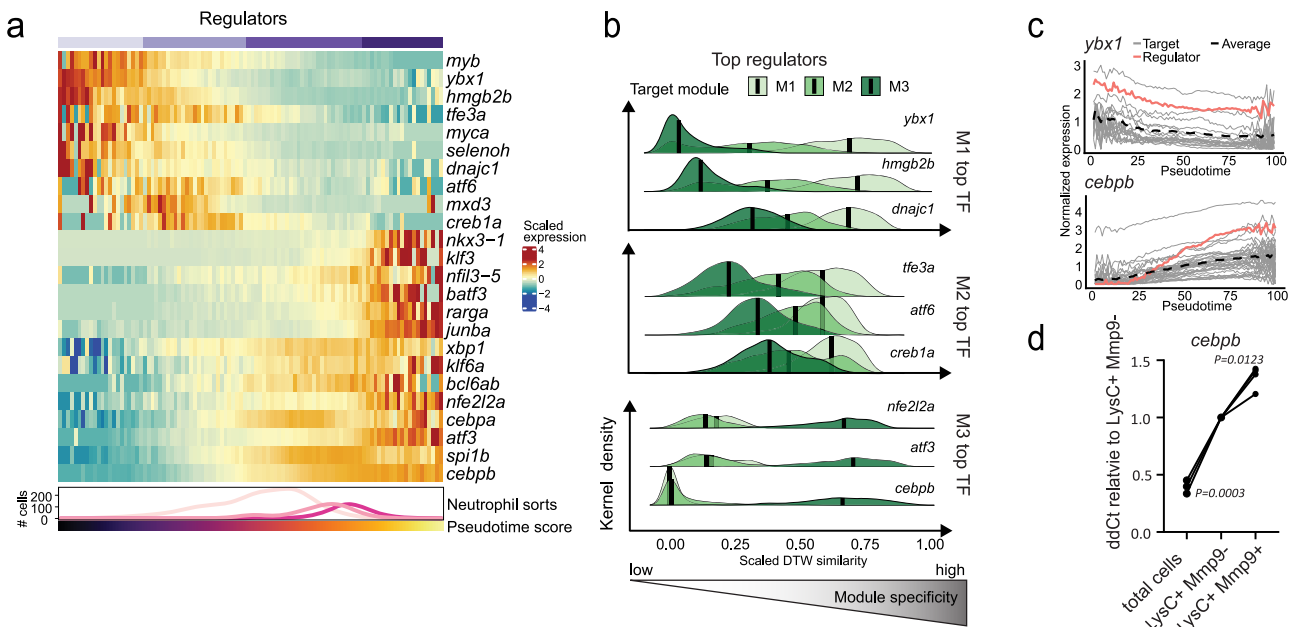 a
Regulators
myb
ybx1
hmgb2b
tfe3a
myca
selenoh
dnajc1
atf6
mxd3
creb1a
nkx3−1
klf3
nfil3−5
batf3
rarga
junba
xbp1
klf6a
bcl6ab
nfe2l2a
cebpa
atf3
spi1b
cebpb
Scaled
expression
4
2
0
−2
−4
# cells
200
100
0
Neutrophil sorts
Pseudotime score
b
Top regulators
Target module
M1
M2
M3
ybx1
hmgb2b
dnajc1
M1 top TF
tfe3a
atf6
creb1a
M2 top TF
nfe2l2a
atf3
cebpb
M3 top TF
Kernel density
0.00
0.25
0.50
0.75
1.00
Scaled DTW similarity
low
high
Module specificity
c
ybx1
Target
Average
Regulator
Normalized expression
3
2
1
0
0
25
50
75
100
Pseudotime
cebpb
4
3
2
1
0
0
25
50
75
100
Pseudotime
d
cebpb
ddCt relatvie to LysC+ Mmp9-
1.5
1.0
0.5
0.0
P=0.0123
P=0.0003
total cells
LysC+ Mmp9-
LysC+ Mmp9+